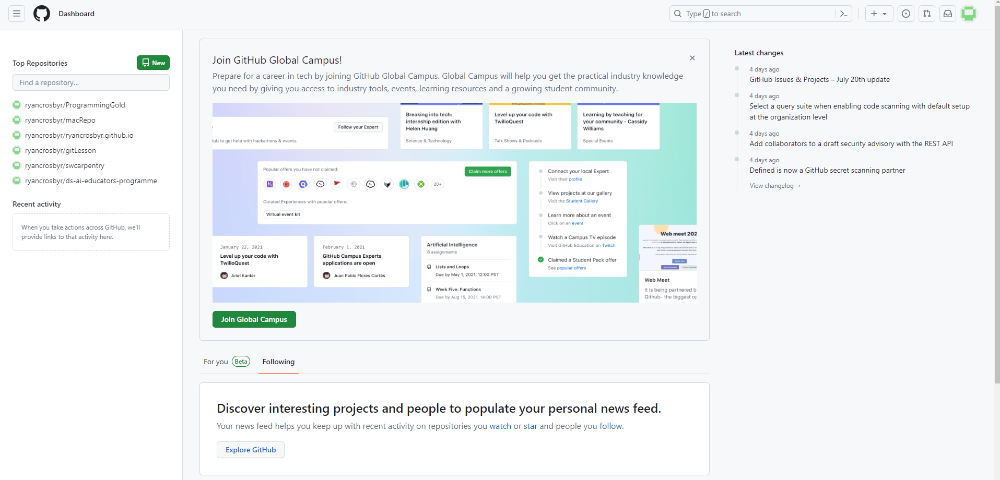 Dashboard
Type / to search
Top Repositories
New
Find a repository...
ryancrosbyr/ProgrammingGold
ryancrosbyr/macRepo
ryancrosbyr/ryancrosbyr.github.io
ryancrosbyr/gitLesson
ryancrosbyr/swcarpentry
ryancrosbyr/ds-ai-educators-programme
Recent activity
When you take actions across GitHub, we'll
provide links to that activity here.
Join GitHub Global Campus!
Prepare for a career in tech by joining GitHub Global Campus. Global Campus will help you get the practical industry knowledge
you need by giving you access to industry tools, events, learning resources and a growing student community.
Follow your Expert
to get help with hackathons & events.
Breaking into tech:
internship edition with
Helen Huang
Science & Technology
Level up your code with
TwilioQuest
Talk Shows & Podcasts
Learning by teaching for
your community - Cassidy
Williams
Special Events
Popular offers you have not claimed:
Claim more offers
20+
Curated Experiences with popular offers:
Virtual event kit
Connect your local Expert
Visit their profile
View projects at our gallery
Visit the Student Gallery
Learn more about an event
Click on an event
Watch a Campus TV episode
Visit GitHub Education on Twitch
Claimed a Student Pack offer
See popular offers
January 22, 2021
Level up your code with
TwilioQuest
Ariel Kanter
February 1, 2021
GitHub Campus Experts
applications are open
Juan Pablo Flores Cortés
Artificial Intelligence
6 assignments
Lists and Loops
Due by May 1, 2021, 12:00 PST
Week Five: Functions
Due by Aug 15, 2021, 14:00 PST
Web meet 202
Web Meet
It is being partnered b
Github- the biggest op
Join Global Campus
For you Beta
Following
Discover interesting projects and people to populate your personal news feed.
Your news feed helps you keep up with recent activity on repositories you watch or star and people you follow.
Explore GitHub
Latest changes
4 days ago
GitHub Issues & Projects – July 20th update
4 days ago
Select a query suite when enabling code scanning with default setup
at the organization level
4 days ago
Add collaborators to a draft security advisory with the REST API
4 days ago
Defined is now a GitHub secret scanning partner
View changelog →